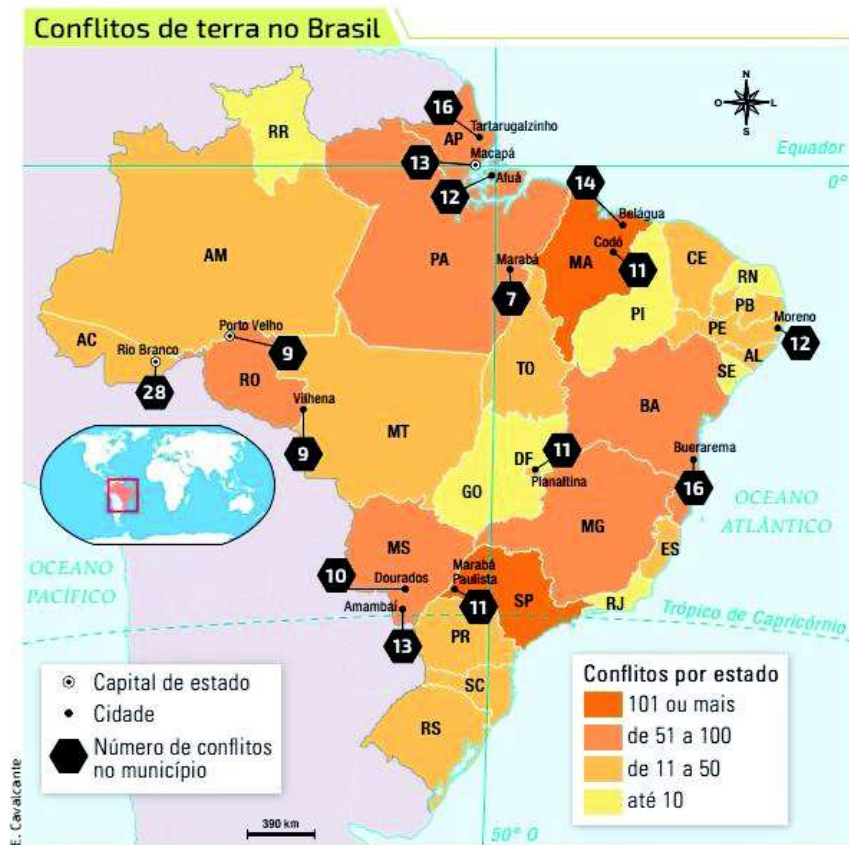 Conflitos de terra no Brasil
N
O
L
S
Equador
0°
RR
16
AP
Tartarugalzinho
13
Macapá
12
Afuá
14
Belágua
AM
PA
Marabá
7
MA
Codó
11
CE
RN
PB
PI
PE
Moreno
12
AL
SE
AC
Rio Branco
28
Porto Velho
9
RO
Vilhena
9
TO
BA
MT
DF
11
Planaltina
GO
Buerarema
16
OCEANO
ATLÂNTICO
MG
ES
OCEANO
PACÍFICO
MS
10
Dourados
Amambaí
13
Marabá
Paulista
11
SP
RJ
Trópico de Capricórnio
PR
SC
RS
Capital de estado
Cidade
Número de conflitos
no município
Conflitos por estado
101 ou mais
de 51 a 100
de 11 a 50
até 10
390 km
50° O
E. Cavalcante